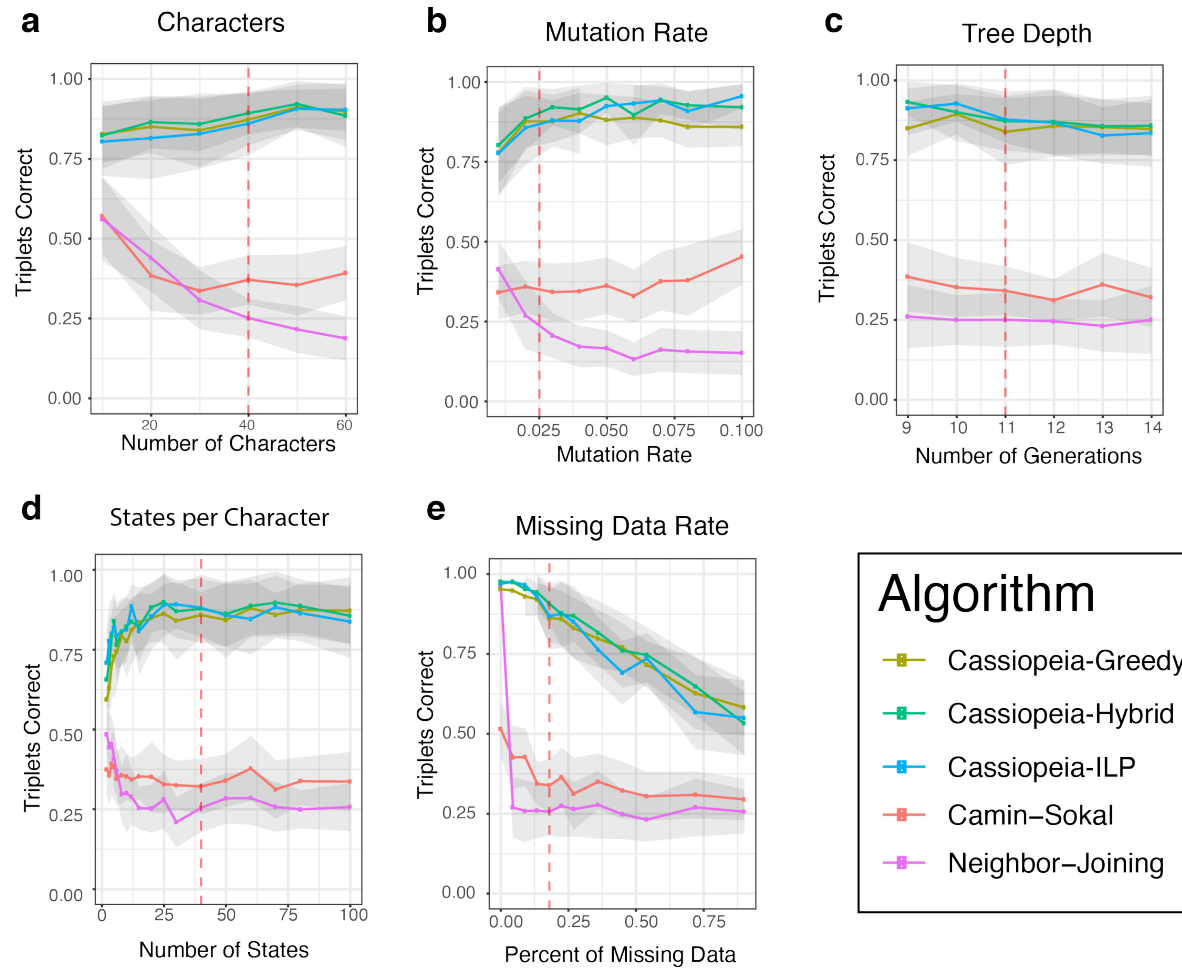 a
Characters
Triplets Correct
1.00
0.75
0.50
0.25
0.00
20
40
60
Number of Characters
b
Mutation Rate
Triplets Correct
1.00
0.75
0.50
0.25
0.00
0.025
0.050
0.075
0.100
Mutation Rate
c
Tree Depth
Triplets Correct
1.00
0.75
0.50
0.25
0.00
9
10
11
12
13
14
Number of Generations
d
States per Character
Triplets Correct
1.00
0.75
0.50
0.25
0.00
0
25
50
75
100
Number of States
e
Missing Data Rate
Triplets Correct
1.00
0.75
0.50
0.25
0.00
0.00
0.25
0.50
0.75
Percent of Missing Data
Algorithm
Cassiopeia-Greedy
Cassiopeia-Hybrid
Cassiopeia-ILP
Camin−Sokal
Neighbor−Joining